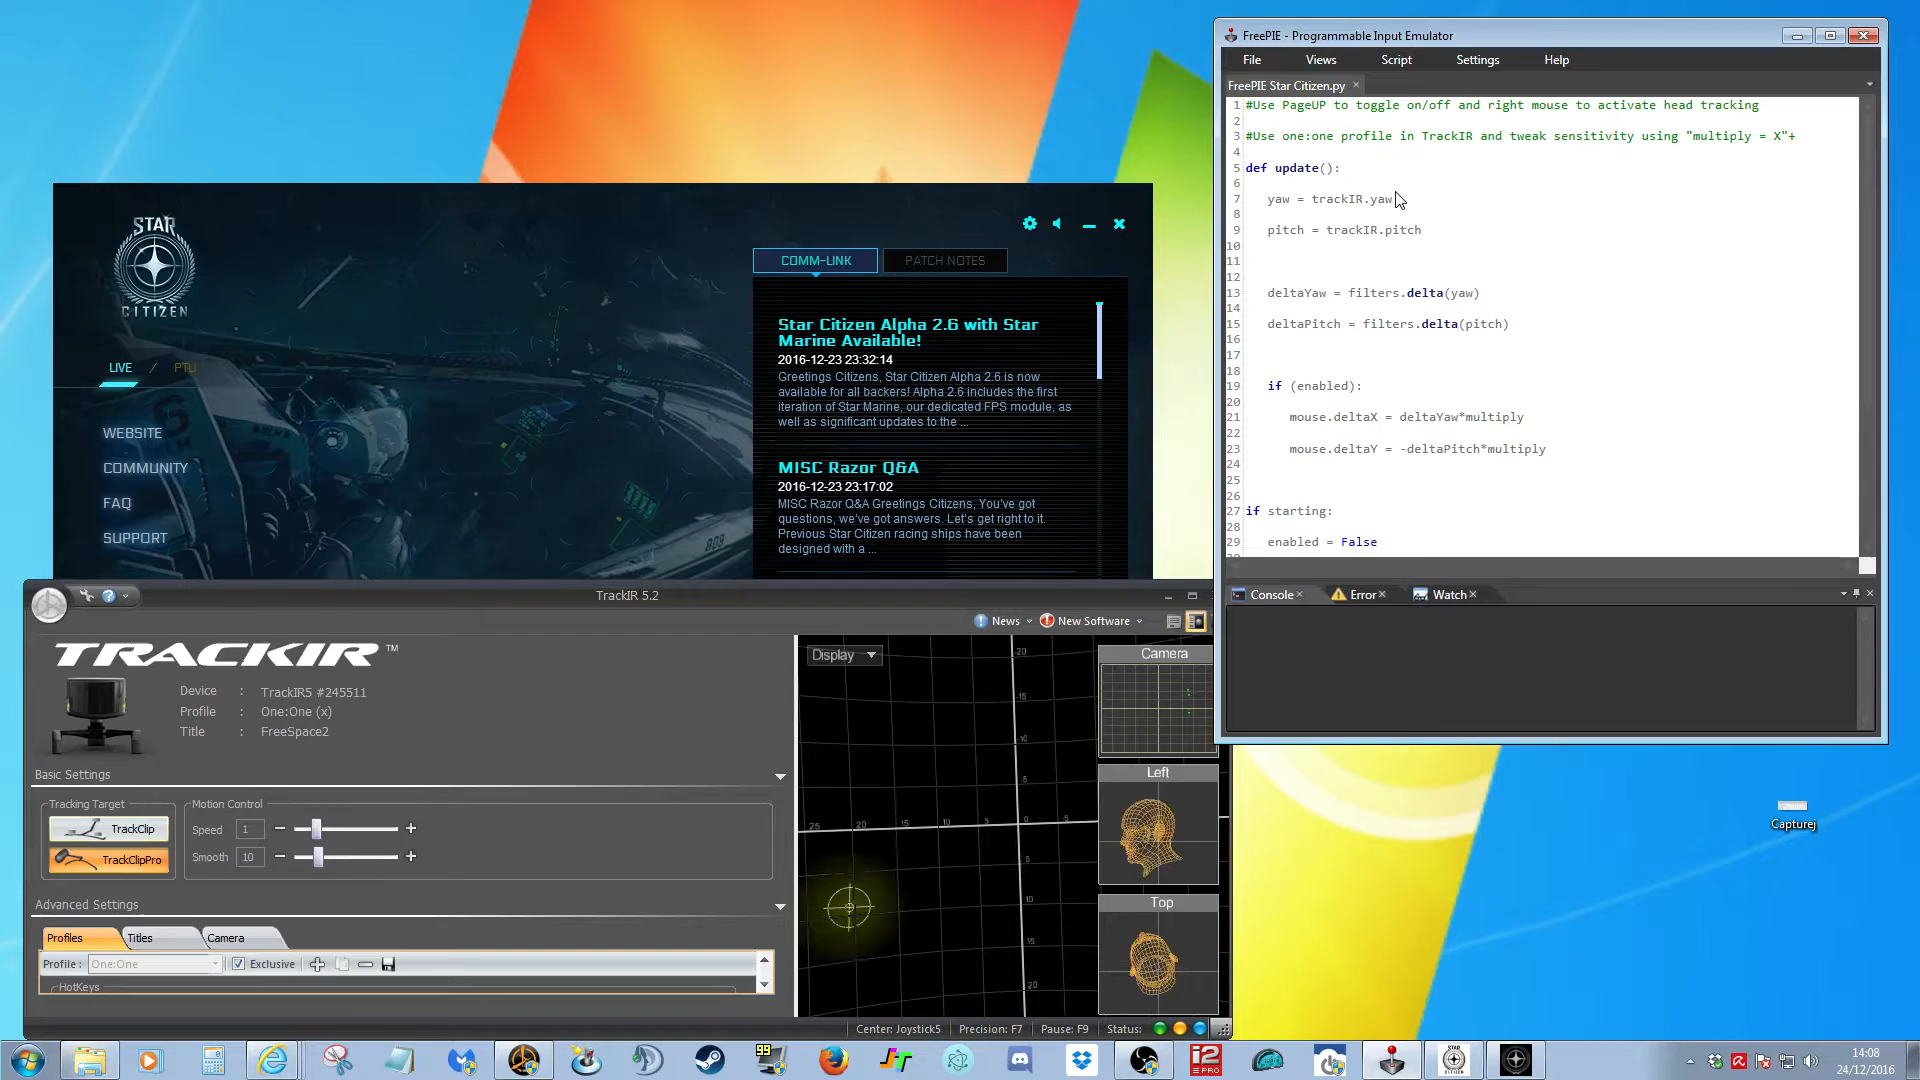 FreePIE - Programmable Input Emulator
File Views Script Settings Help
FreePIE Star Citizen.py
1 #Use PageUP to toggle on/off and right mouse to activate head tracking
2
3 #Use one:one profile in TrackIR and tweak sensitivity using "multiply = X"+
4
5 def update():
6
7 yaw = trackIR.yaw
8
9 pitch = trackIR.pitch
10
11
12
13 deltaYaw = filters.delta(yaw)
14
15 deltaPitch = filters.delta(pitch)
16
17
18
19 if (enabled):
20
21 mouse.deltaX = deltaYaw*multiply
22
23 mouse.deltaY = -deltaPitch*multiply
24
25
26
27 if starting:
28
29 enabled = False
Console Error Watch
STAR
CITIZEN
LIVE / PTU
WEBSITE
COMMUNITY
FAQ
SUPPORT
COMM-LINK PATCH NOTES
Star Citizen Alpha 2.6 with Star
Marine Available!
2016-12-23 23:32:14
Greetings Citizens, Star Citizen Alpha 2.6 is now
available for all backers! Alpha 2.6 includes the first
iteration of Star Marine, our dedicated FPS module, as
well as significant updates to the ...
MISC Razor Q&A
2016-12-23 23:17:02
MISC Razor Q&A Greetings Citizens, You've got
questions, we've got answers. Let's get right to it.
Previous Star Citizen racing ships have been
designed with a ...
TrackIR 5.2
News New Software
TRACKIR™
Device : TrackIR5 #245511
Profile : One:One (x)
Title : FreeSpace2
Basic Settings
Tracking Target
TrackClip
TrackClipPro
Motion Control
Speed 1
Smooth 10
Advanced Settings
Profiles Titles Camera
Profile : One:One Exclusive
HotKeys
Display
Camera
Left
Top
Center: Joystick5 Precision: F7 Pause: F9 Status:
Capturej
99
i2
PRO
14:08
24/12/2016